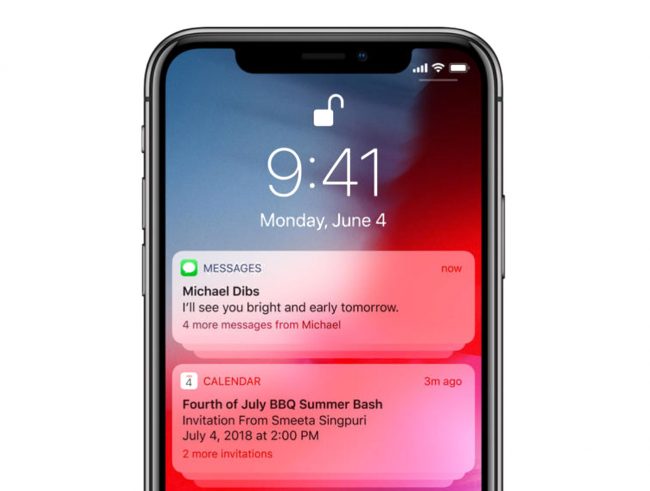 9:41
Monday, June 4
MESSAGES now
Michael Dibs
I'll see you bright and early tomorrow.
4 more messages from Michael
4 CALENDAR 3m ago
Fourth of July BBQ Summer Bash
Invitation From Smeeta Singpuri
July 4, 2018 at 2:00 PM
2 more invitations